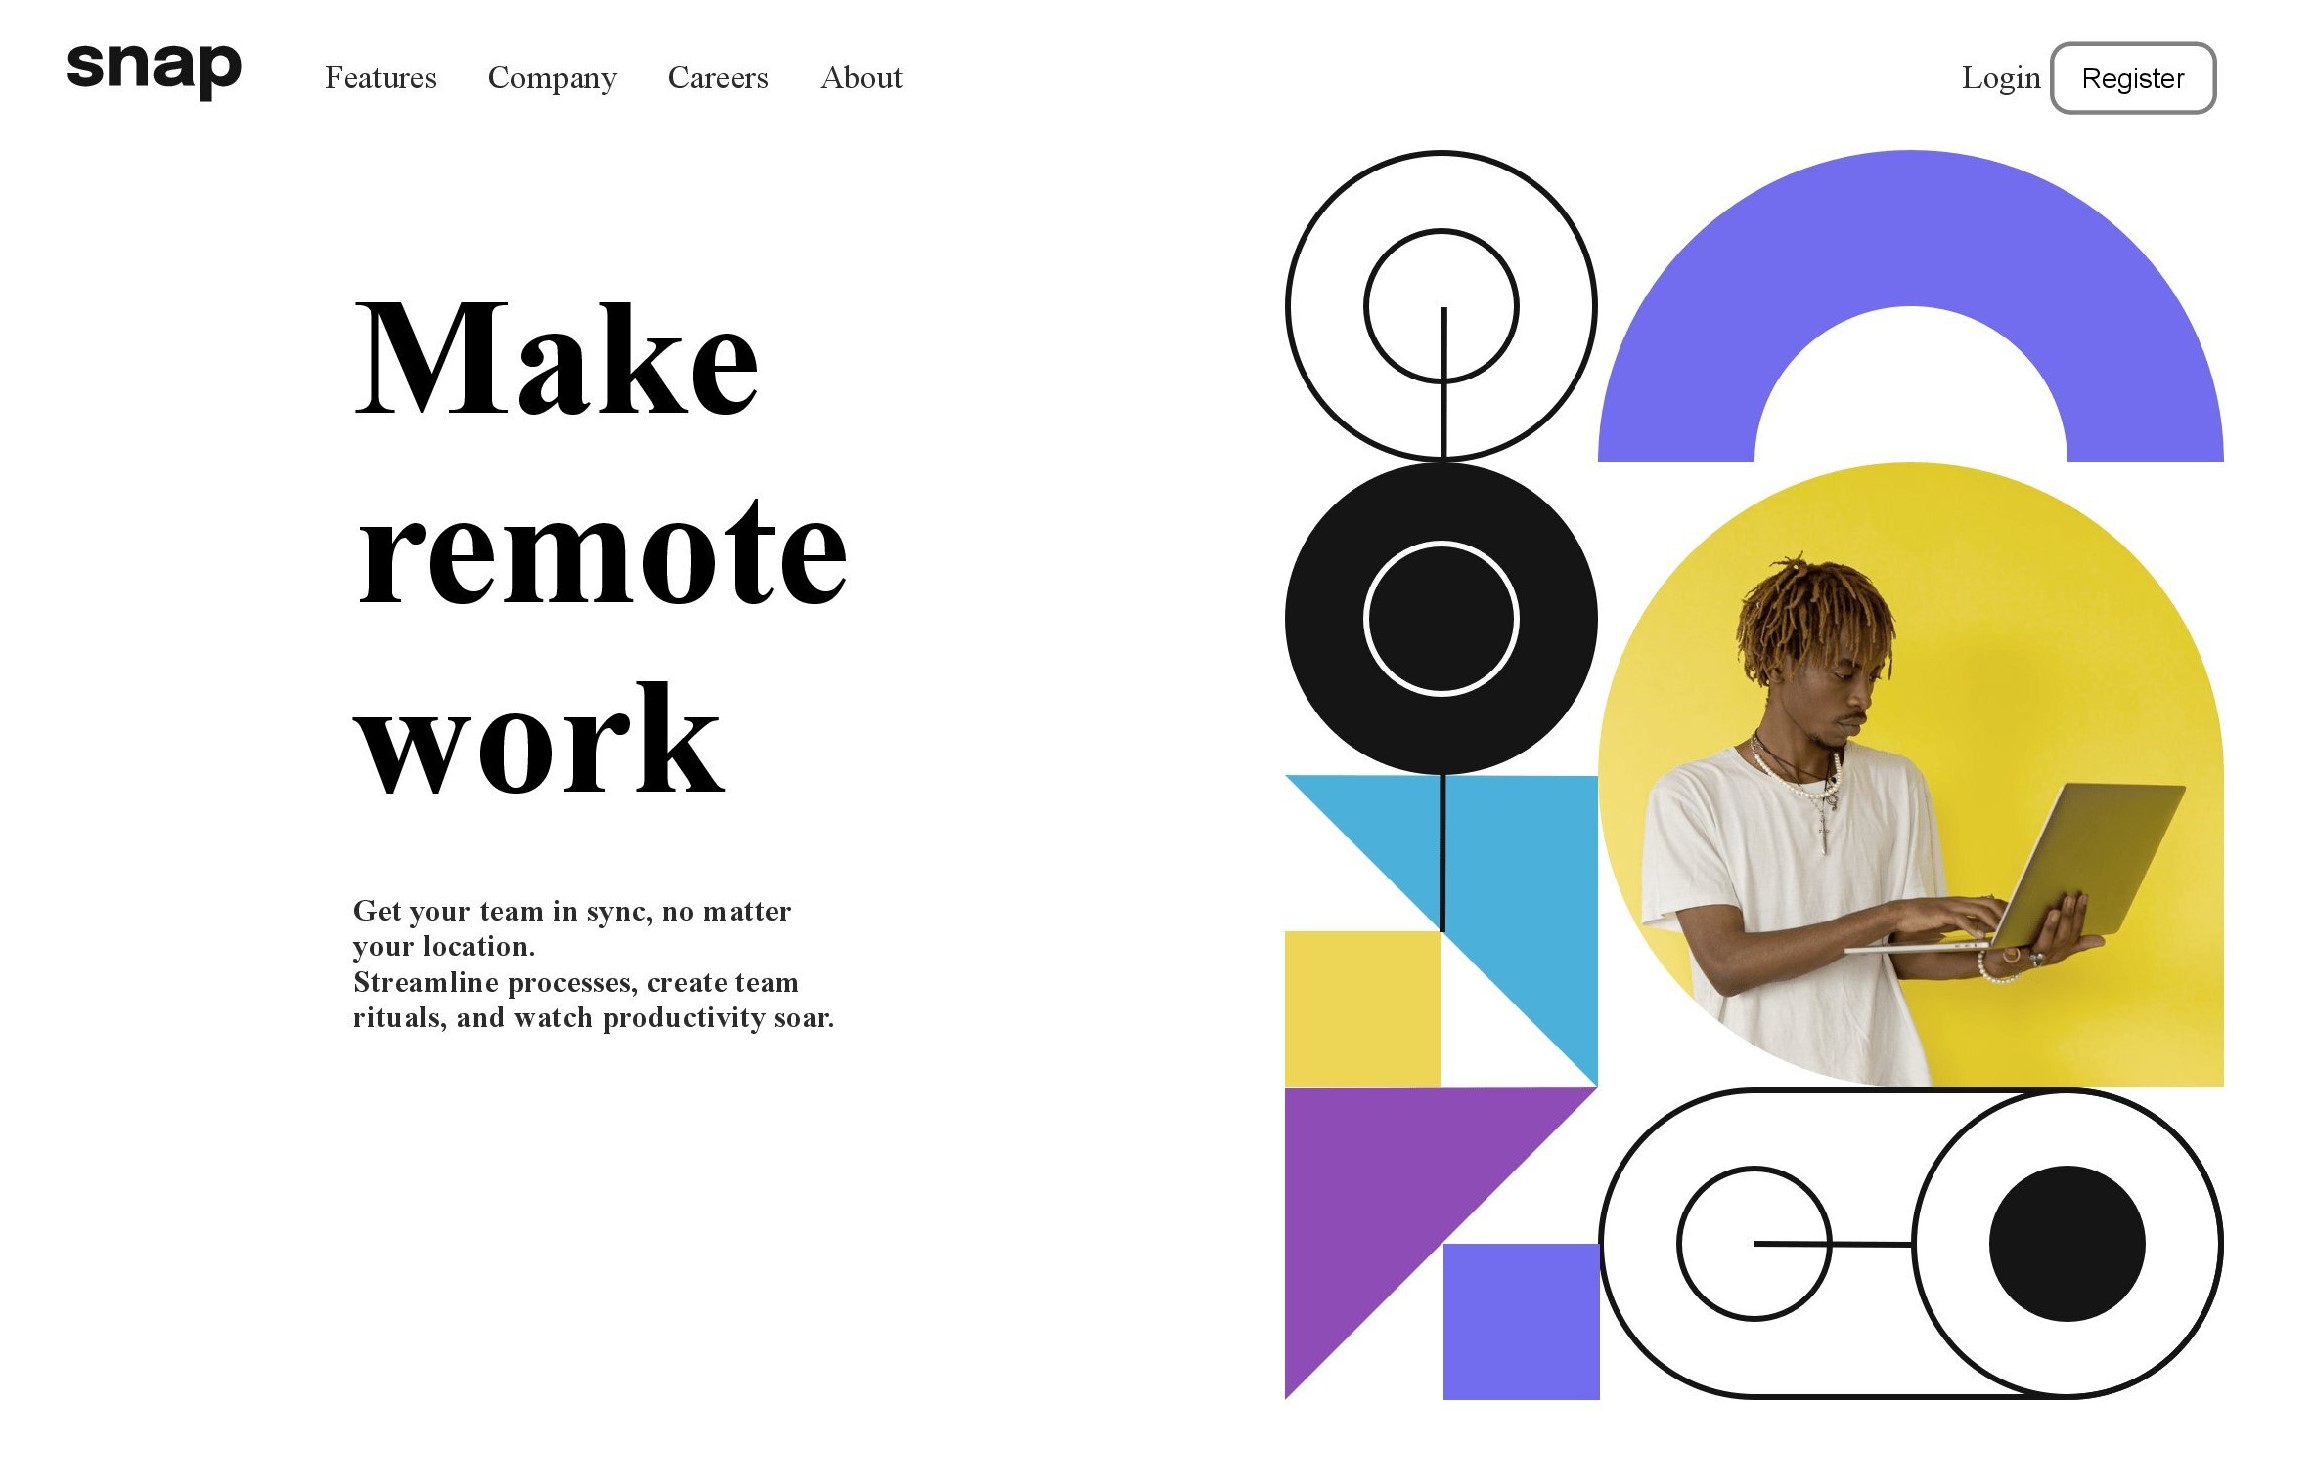 snap
Features Company Careers About
Login Register
Make
remote
work
Get your team in sync, no matter
your location.
Streamline processes, create team
rituals, and watch productivity soar.